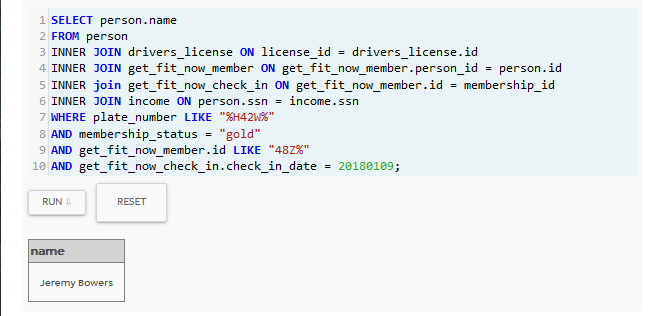 1 SELECT person.name
2 FROM person
3 INNER JOIN drivers_license ON license_id = drivers_license.id
4 INNER JOIN get_fit_now_member ON get_fit_now_member.person_id = person.id
5 INNER join get_fit_now_check_in ON get_fit_now_member.id = membership_id
6 INNER JOIN income ON person.ssn = income.ssn
7 WHERE plate_number LIKE "%H42W%"
8 AND membership_status = "gold"
9 AND get_fit_now_member.id LIKE "48Z%"
10 AND get_fit_now_check_in.check_in_date = 20180109;
RUN ⇩ RESET
name
Jeremy Bowers